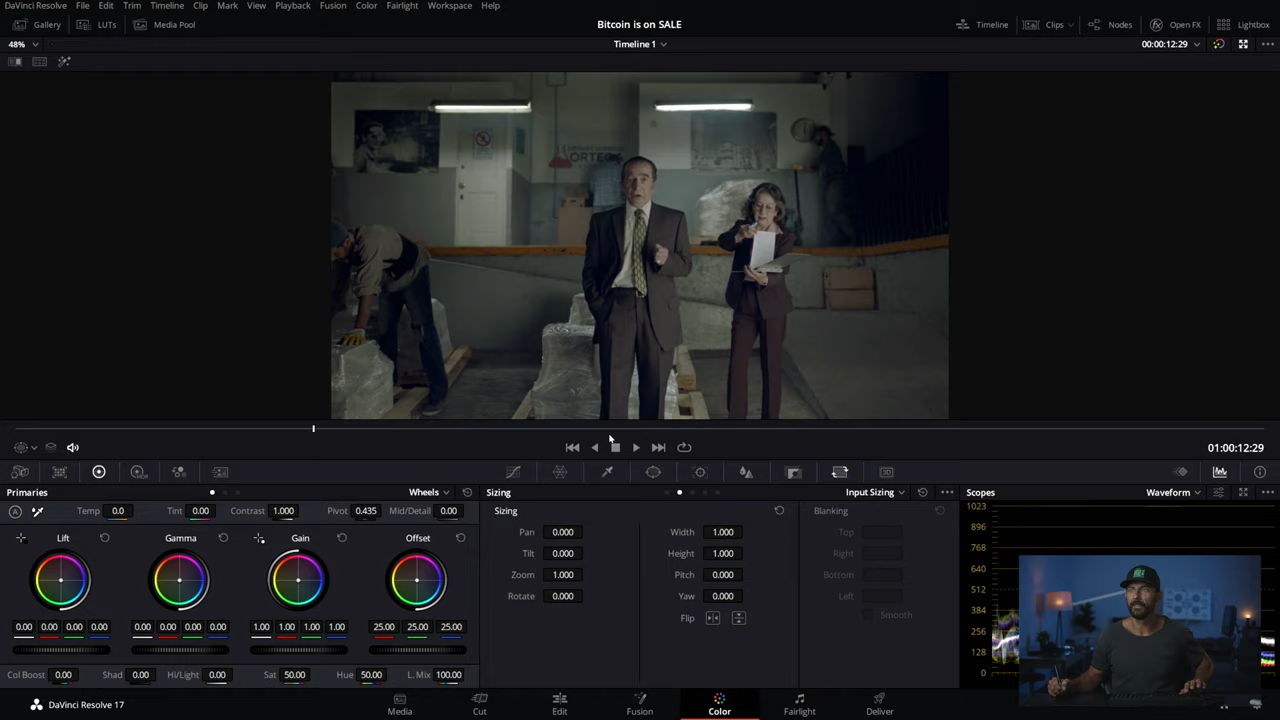 DaVinci Resolve File Edit Trim Timeline Clip Mark View Playback Fusion Color Fairlight Workspace Help
Gallery LUTs Media Pool Bitcoin is on SALE Timeline Clips Nodes Open FX Lightbox
48% Timeline 1 00:00:12:29
ORTEGA
01:00:12:29
Primaries Wheels Sizing Input Sizing Scopes Waveform
Temp 0.0 Tint 0.00 Contrast 1.000 Pivot 0.435 Mid/Detail 0.00 Sizing Blanking
Lift Gamma Gain Offset
Pan 0.000 Width 1.000 Top
Tilt 0.000 Height 1.000 Right
Zoom 1.000 Pitch 0.000 Bottom
Rotate 0.000 Yaw 0.000 Left
Flip Smooth
0.00 0.00 0.00 0.00 0.00 0.00 0.00 0.00 1.00 1.00 1.00 1.00 25.00 25.00 25.00
Col Boost 0.00 Shad 0.00 Hi/Light 0.00 Sat 50.00 Hue 50.00 L. Mix 100.00
1023
896
768
640
512
384
256
128
0
DaVinci Resolve 17 Media Cut Edit Fusion Color Fairlight Deliver